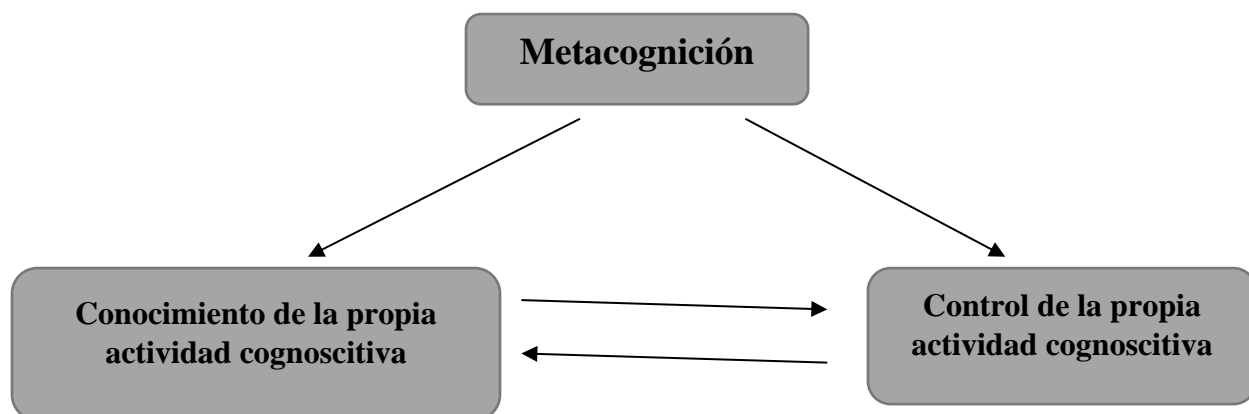 Metacognición
Conocimiento de la propia
actividad cognoscitiva
Control de la propia
actividad cognoscitiva